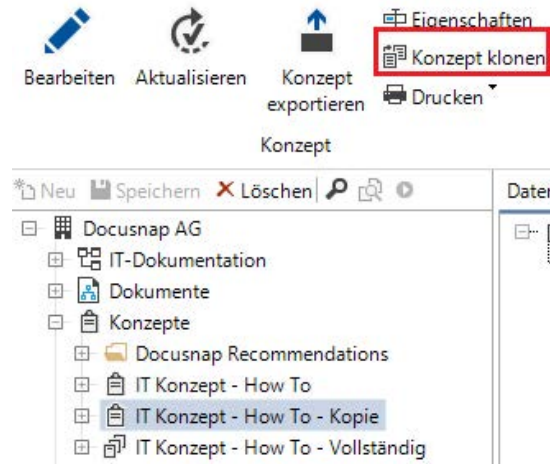 Eigenschaften
Konzept klonen
Bearbeiten Aktualisieren Konzept exportieren Drucken
Konzept
Neu Speichern Löschen
Docusnap AG
IT-Dokumentation
Dokumente
Konzepte
Docusnap Recommendations
IT Konzept - How To
IT Konzept - How To - Kopie
IT Konzept - How To - Vollständig